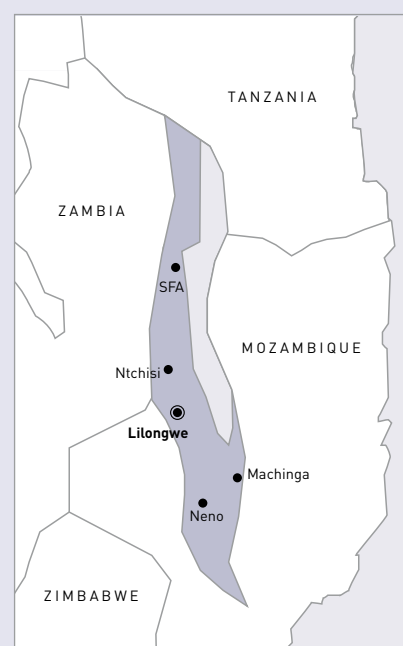 TANZANIA
ZAMBIA
SFA
MOZAMBIQUE
Ntchisi
Lilongwe
Machinga
Neno
ZIMBABWE